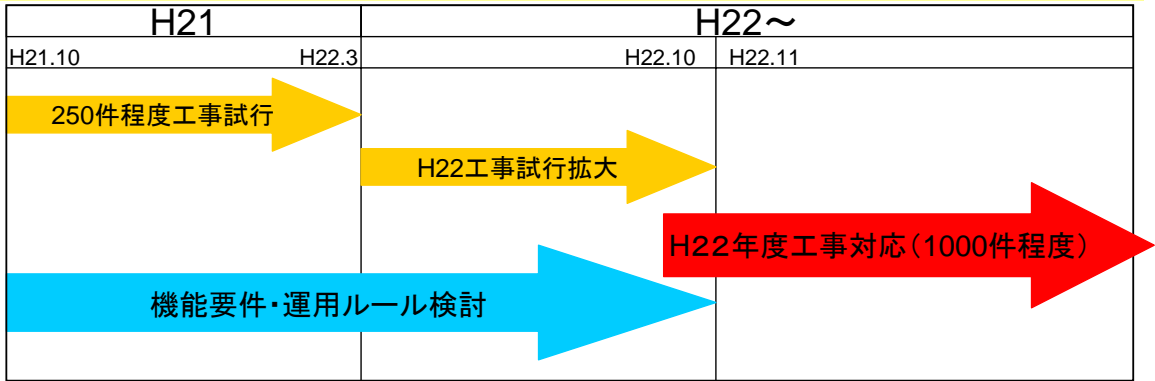 H21
H22～
H21.10
H22.3
H22.10
H22.11
250件程度工事試行
H22工事試行拡大
H２２年度工事対応（1000件程度）
機能要件・運用ルール検討